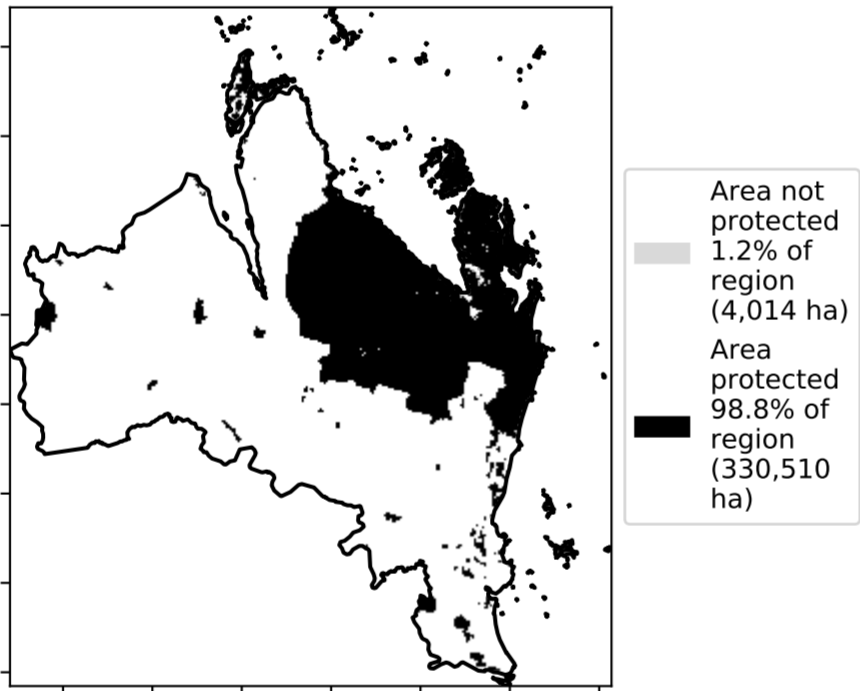 Area not
protected
1.2% of
region
(4,014 ha)
Area
protected
98.8% of
region
(330,510
ha)